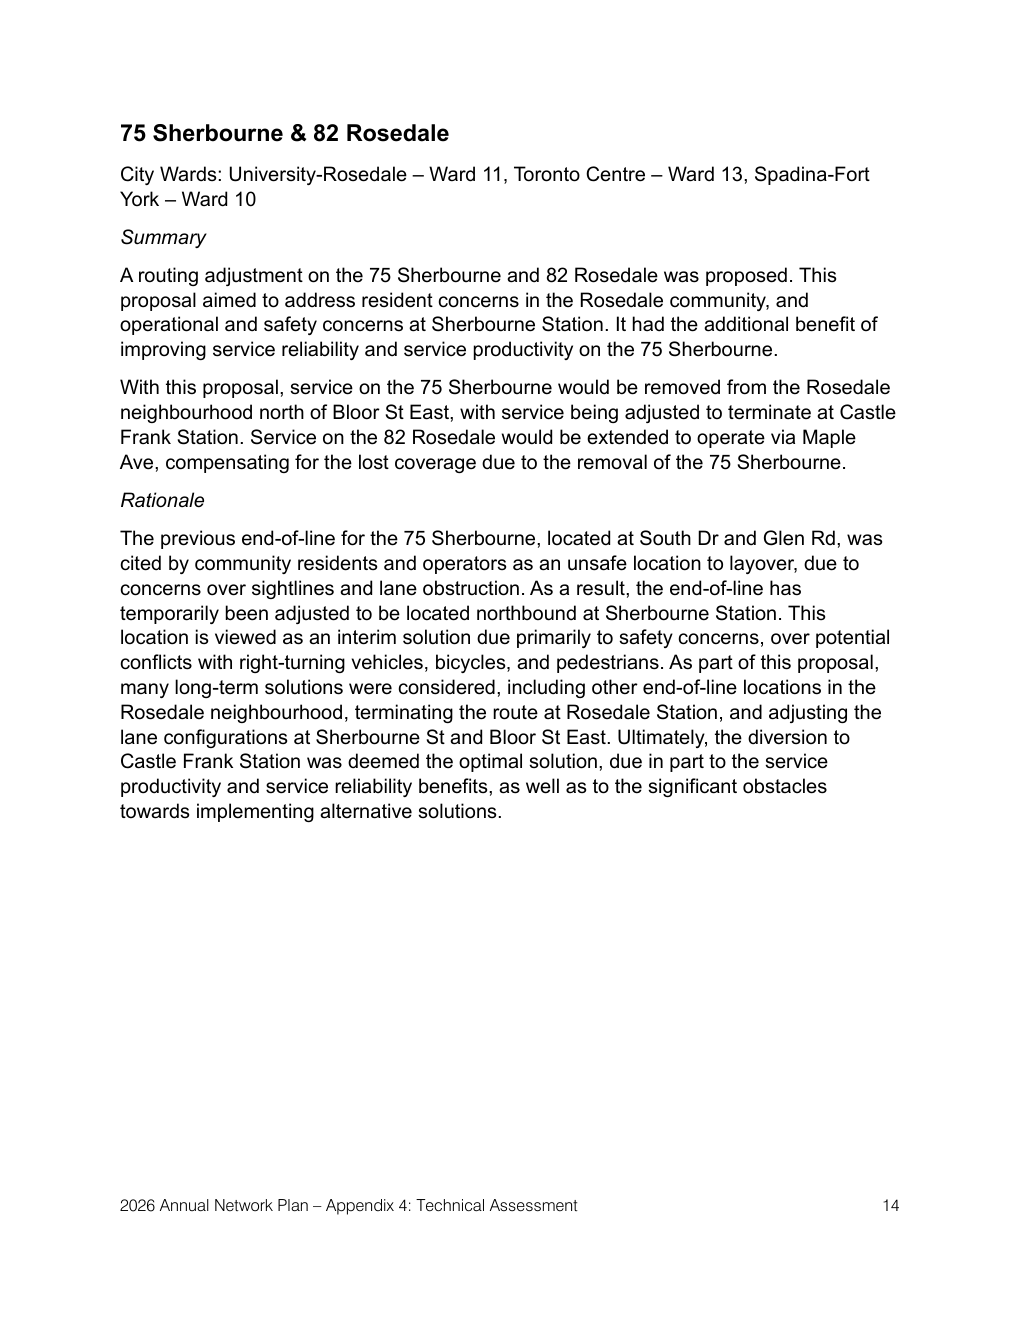 75 Sherbourne & 82 Rosedale
City Wards: University-Rosedale – Ward 11, Toronto Centre – Ward 13, Spadina-Fort
York – Ward 10
Summary
A routing adjustment on the 75 Sherbourne and 82 Rosedale was proposed. This
proposal aimed to address resident concerns in the Rosedale community, and
operational and safety concerns at Sherbourne Station. It had the additional benefit of
improving service reliability and service productivity on the 75 Sherbourne.
With this proposal, service on the 75 Sherbourne would be removed from the Rosedale
neighbourhood north of Bloor St East, with service being adjusted to terminate at Castle
Frank Station. Service on the 82 Rosedale would be extended to operate via Maple
Ave, compensating for the lost coverage due to the removal of the 75 Sherbourne.
Rationale
The previous end-of-line for the 75 Sherbourne, located at South Dr and Glen Rd, was
cited by community residents and operators as an unsafe location to layover, due to
concerns over sightlines and lane obstruction. As a result, the end-of-line has
temporarily been adjusted to be located northbound at Sherbourne Station. This
location is viewed as an interim solution due primarily to safety concerns, over potential
conflicts with right-turning vehicles, bicycles, and pedestrians. As part of this proposal,
many long-term solutions were considered, including other end-of-line locations in the
Rosedale neighbourhood, terminating the route at Rosedale Station, and adjusting the
lane configurations at Sherbourne St and Bloor St East. Ultimately, the diversion to
Castle Frank Station was deemed the optimal solution, due in part to the service
productivity and service reliability benefits, as well as to the significant obstacles
towards implementing alternative solutions.
2026 Annual Network Plan – Appendix 4: Technical Assessment 14